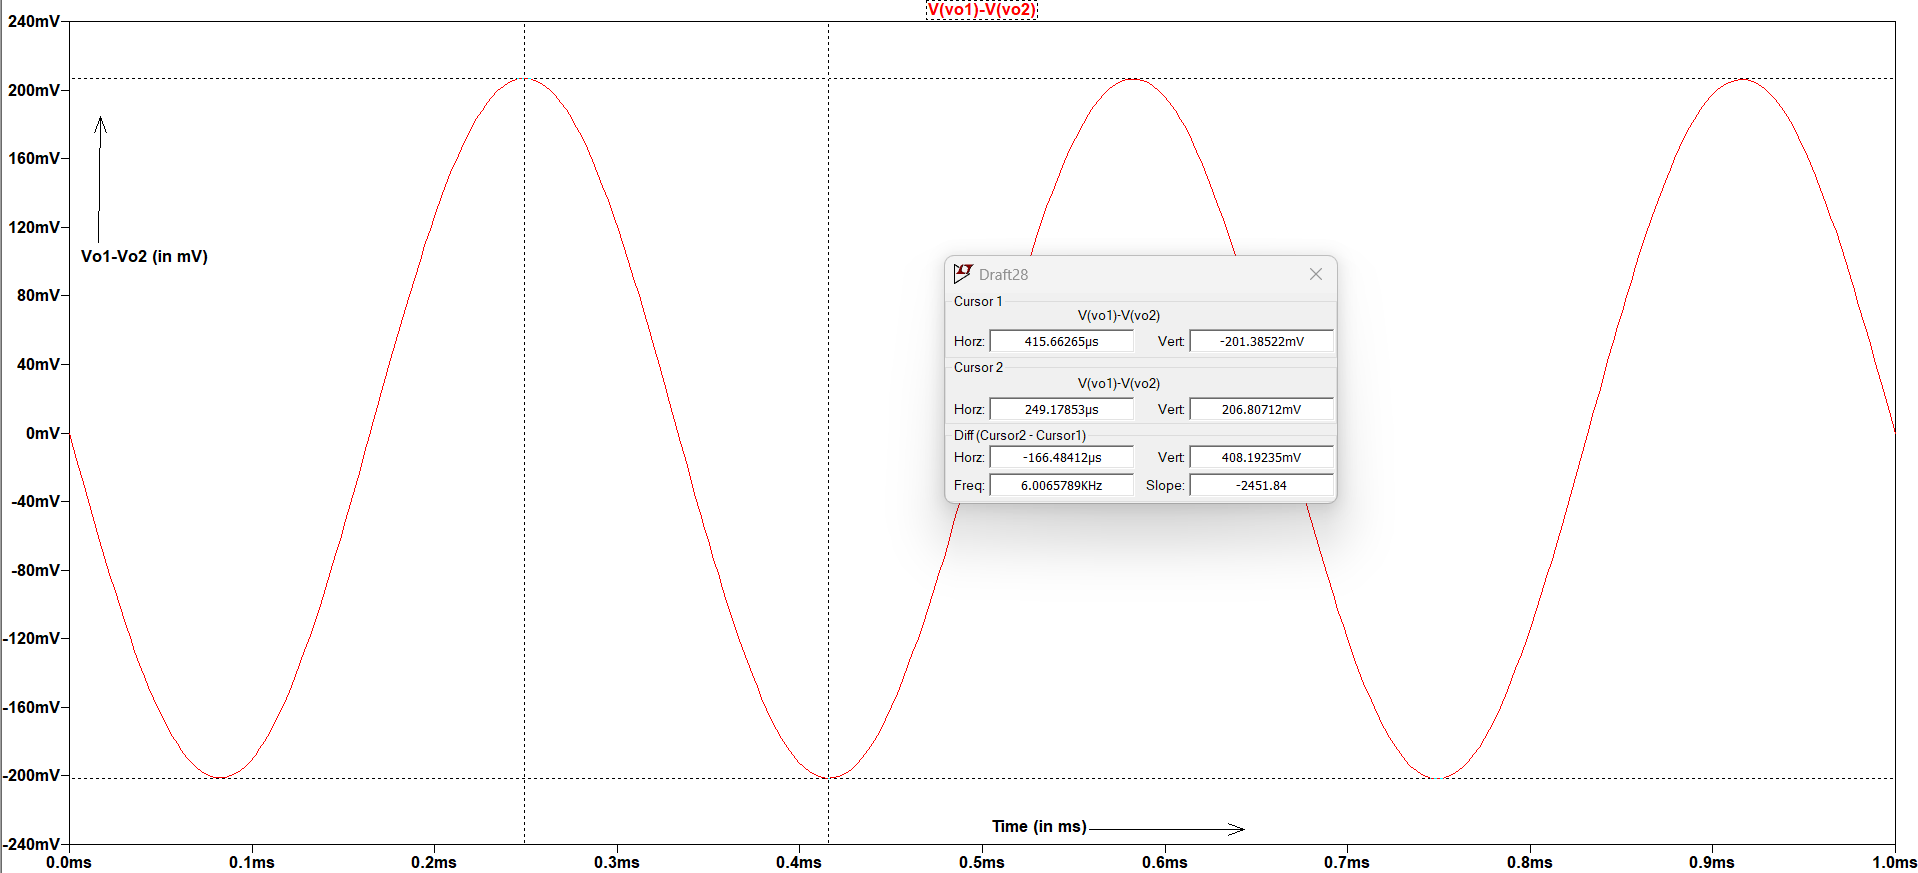 V(vo1)-V(vo2)
240mV
200mV
160mV
120mV
80mV
40mV
0mV
-40mV
-80mV
-120mV
-160mV
-200mV
-240mV
Vo1-Vo2 (in mV)
Draft28
Cursor 1
V(vo1)-V(vo2)
Horz: 415.66265µs Vert: -201.38522mV
Cursor 2
V(vo1)-V(vo2)
Horz: 249.17853µs Vert: 206.80712mV
Diff (Cursor2 - Cursor1)
Horz: -166.48412µs Vert: 408.19235mV
Freq: 6.0065789KHz Slope: -2451.84
Time (in ms)
0.0ms 0.1ms 0.2ms 0.3ms 0.4ms 0.5ms 0.6ms 0.7ms 0.8ms 0.9ms 1.0ms